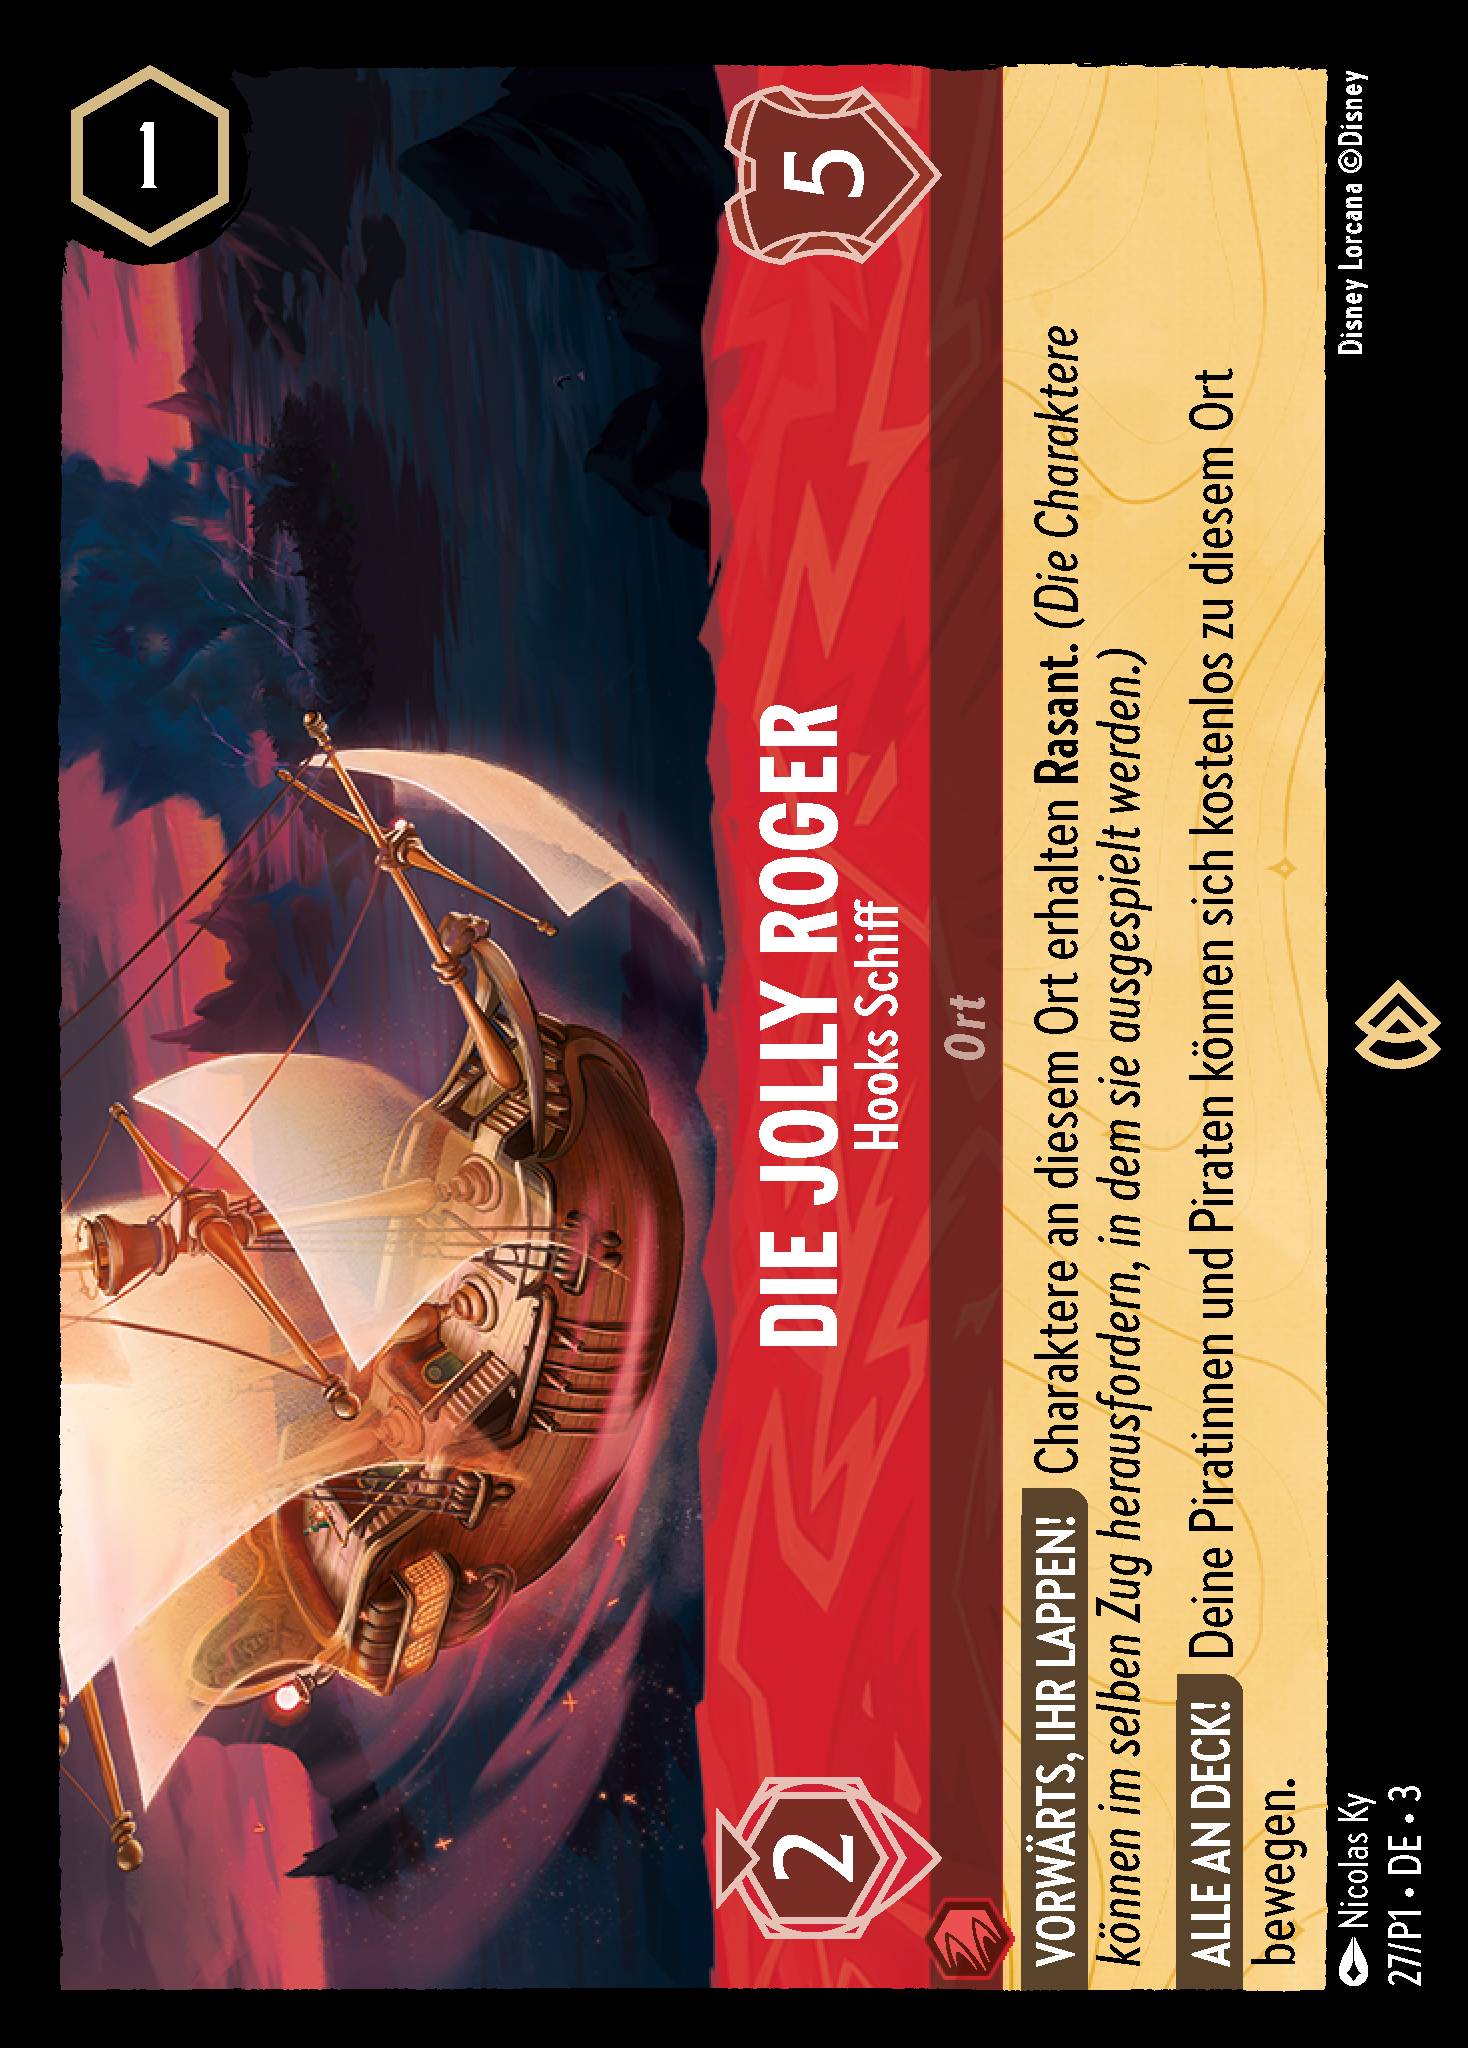 1
2
DIE JOLLY ROGER
Hooks Schiff
5
Ort
VORWÄRTS, IHR LAPPEN! Charaktere an diesem Ort erhalten Rasant. (Die Charaktere
können im selben Zug herausfordern, in dem sie ausgespielt werden.)
ALLE AN DECK! Deine Piratinnen und Piraten können sich kostenlos zu diesem Ort
bewegen.
Nicolas Ky
Disney Lorcana ©Disney
27/P1 • DE • 3